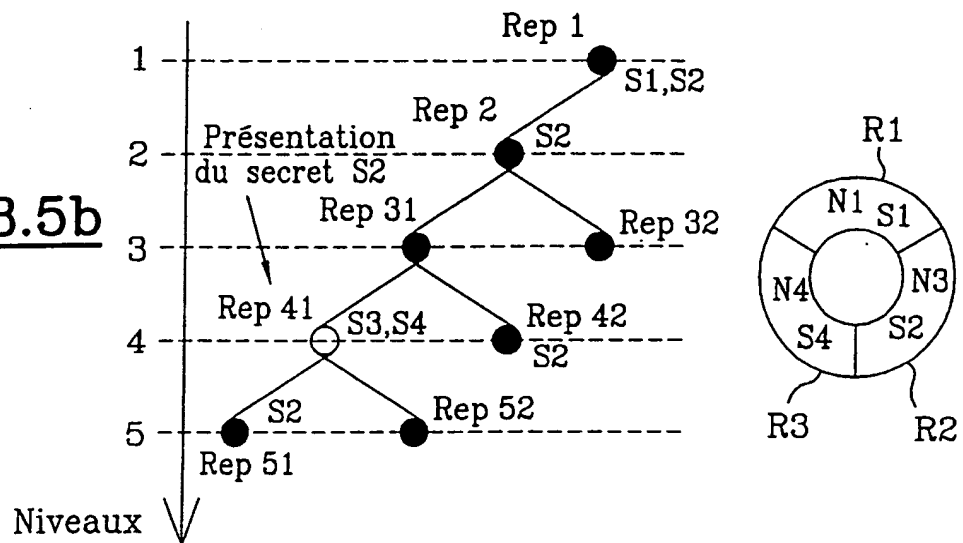 Rep 1
1
S1,S2
Rep 2
S2
2
Présentation
du secret S2
3.5b
Rep 31
Rep 32
3
Rep 41
S3,S4
Rep 42
4
S2
S2
Rep 52
5
Rep 51
Niveaux
R1
N1
S1
N4
N3
S4
S2
R3
R2